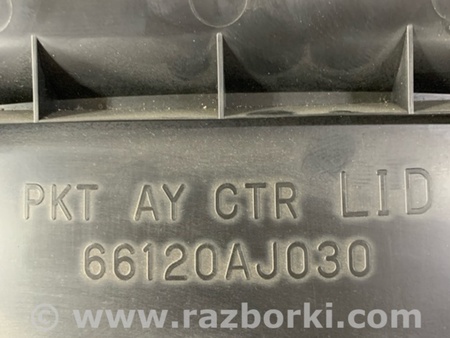 PKT AY CTR LID
66120AJ030
© www.razborki.com